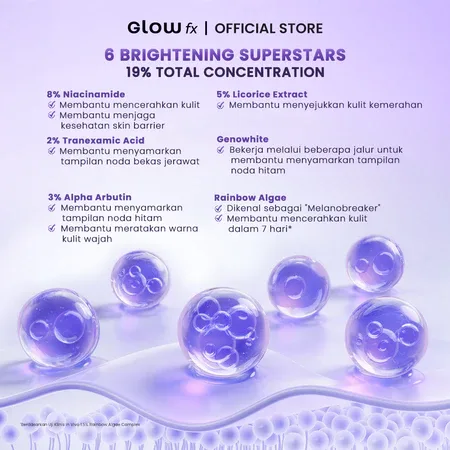 GLOW fx | OFFICIAL STORE
6 BRIGHTENING SUPERSTARS
19% TOTAL CONCENTRATION
8% Niacinamide
Membantu mencerahkan kulit
Membantu menjaga
kesehatan skin barrier
2% Tranexamic Acid
Membantu menyamarkan
tampilan noda bekas jerawat
3% Alpha Arbutin
Membantu menyamarkan
tampilan noda hitam
Membantu meratakan warna
kulit wajah
5% Licorice Extract
Membantu menyejukkan kulit kemerahan
Genowhite
Bekerja melalui beberapa jalur untuk
membantu menyamarkan tampilan
noda hitam
Rainbow Algae
Dikenal sebagai "Melanobreaker"
Membantu mencerahkan kulit
dalam 7 hari*
Rainbow Algae Complex